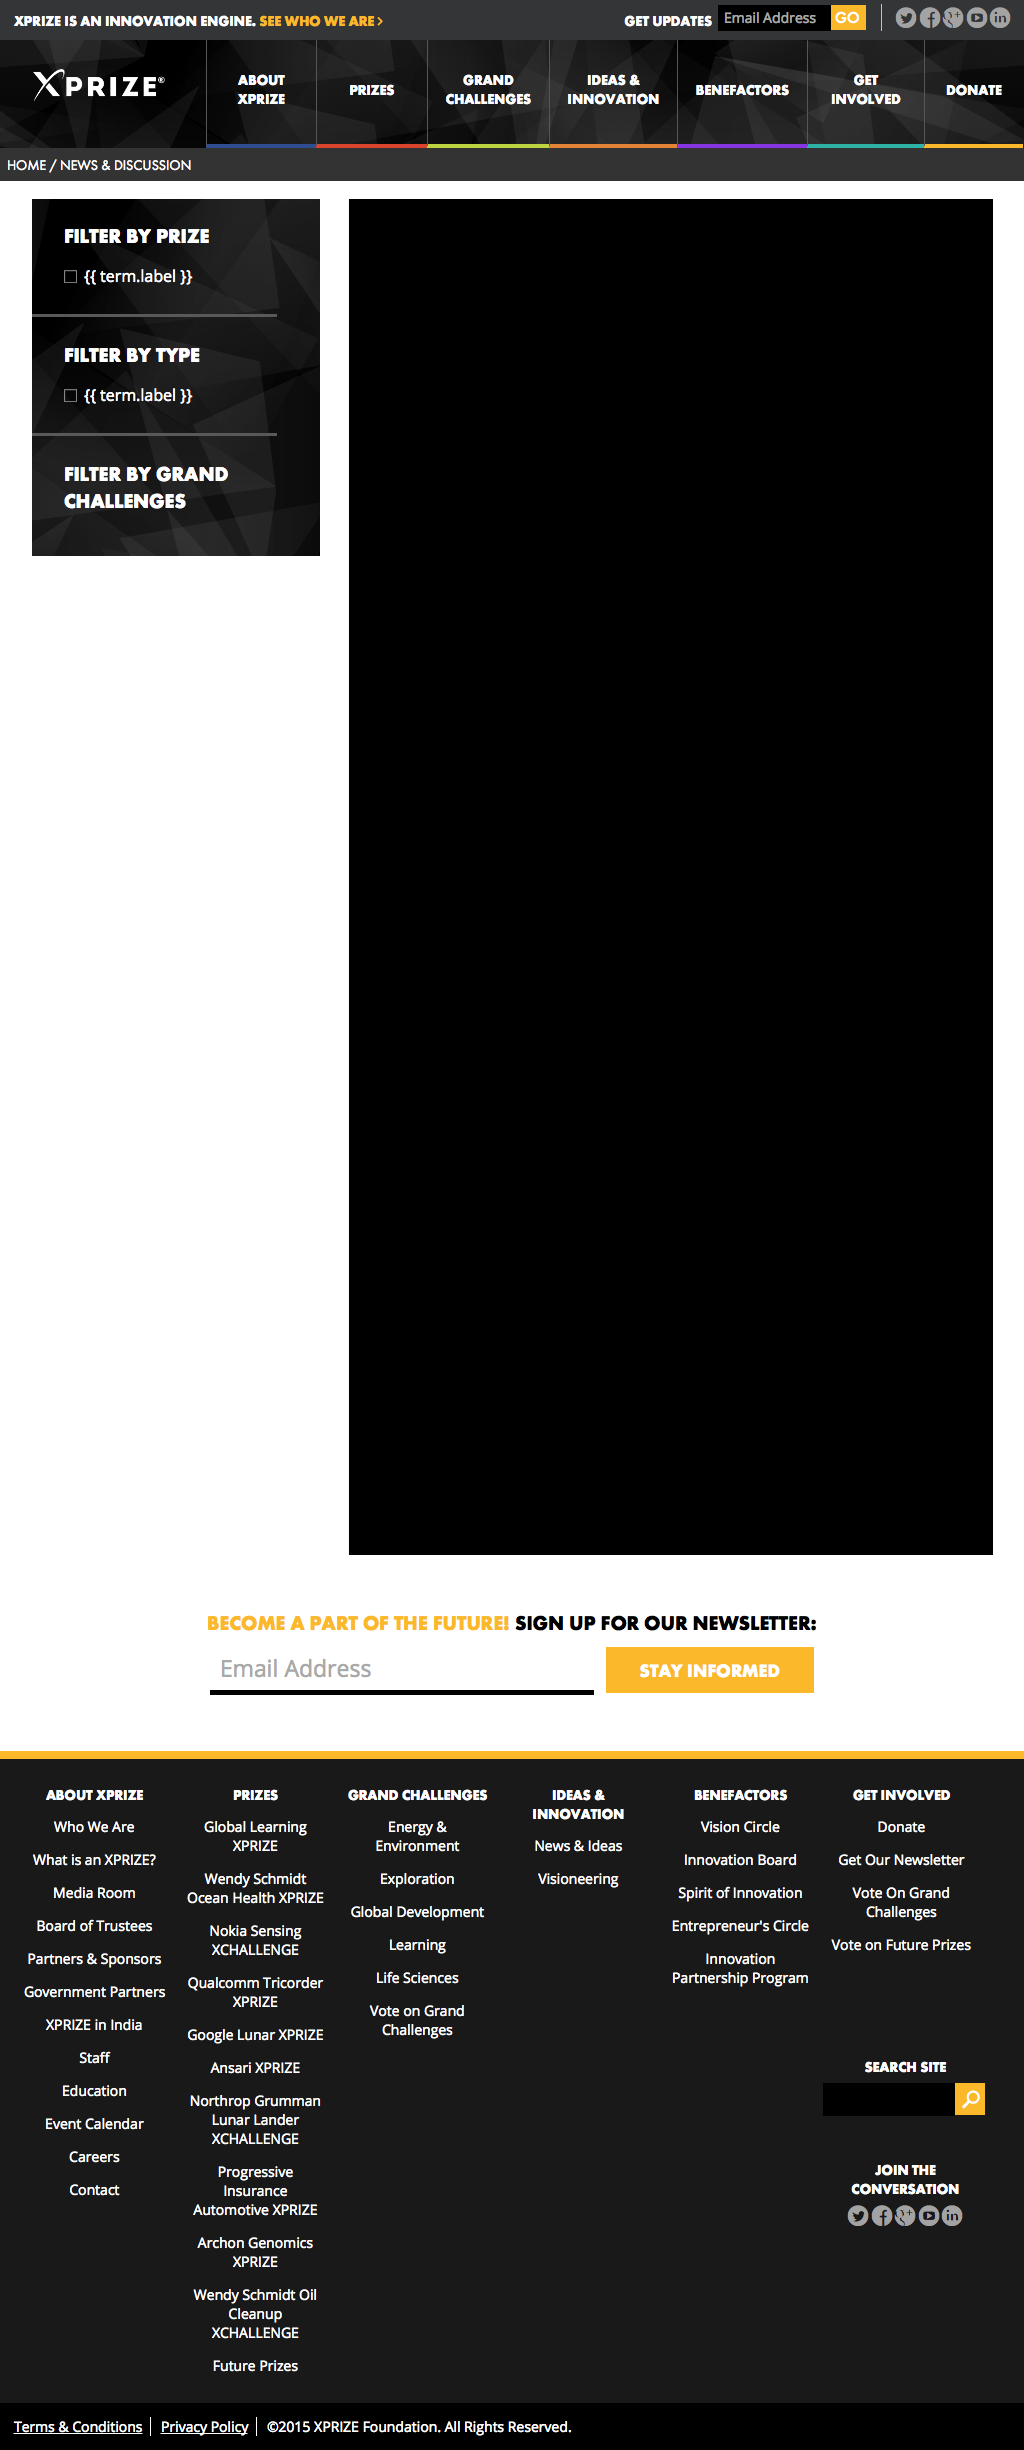 XPRIZE IS AN INNOVATION ENGINE. SEE WHO WE ARE >
GET UPDATES Email Address GO
XPRIZE®
ABOUT
XPRIZE
PRIZES
GRAND
CHALLENGES
IDEAS &
INNOVATION
BENEFACTORS
GET
INVOLVED
DONATE
HOME / NEWS & DISCUSSION
FILTER BY PRIZE
{{ term.label }}
FILTER BY TYPE
{{ term.label }}
FILTER BY GRAND
CHALLENGES
BECOME A PART OF THE FUTURE! SIGN UP FOR OUR NEWSLETTER:
Email Address
STAY INFORMED
ABOUT XPRIZE
Who We Are
What is an XPRIZE?
Media Room
Board of Trustees
Partners & Sponsors
Government Partners
XPRIZE in India
Staff
Education
Event Calendar
Careers
Contact
PRIZES
Global Learning
XPRIZE
Wendy Schmidt
Ocean Health XPRIZE
Nokia Sensing
XCHALLENGE
Qualcomm Tricorder
XPRIZE
Google Lunar XPRIZE
Ansari XPRIZE
Northrop Grumman
Lunar Lander
XCHALLENGE
Progressive
Insurance
Automotive XPRIZE
Archon Genomics
XPRIZE
Wendy Schmidt Oil
Cleanup
XCHALLENGE
Future Prizes
GRAND CHALLENGES
Energy &
Environment
Exploration
Global Development
Learning
Life Sciences
Vote on Grand
Challenges
IDEAS &
INNOVATION
News & Ideas
Visioneering
BENEFACTORS
Vision Circle
Innovation Board
Spirit of Innovation
Entrepreneur's Circle
Innovation
Partnership Program
GET INVOLVED
Donate
Get Our Newsletter
Vote On Grand
Challenges
Vote on Future Prizes
SEARCH SITE
JOIN THE
CONVERSATION
Terms & Conditions
Privacy Policy
©2015 XPRIZE Foundation. All Rights Reserved.